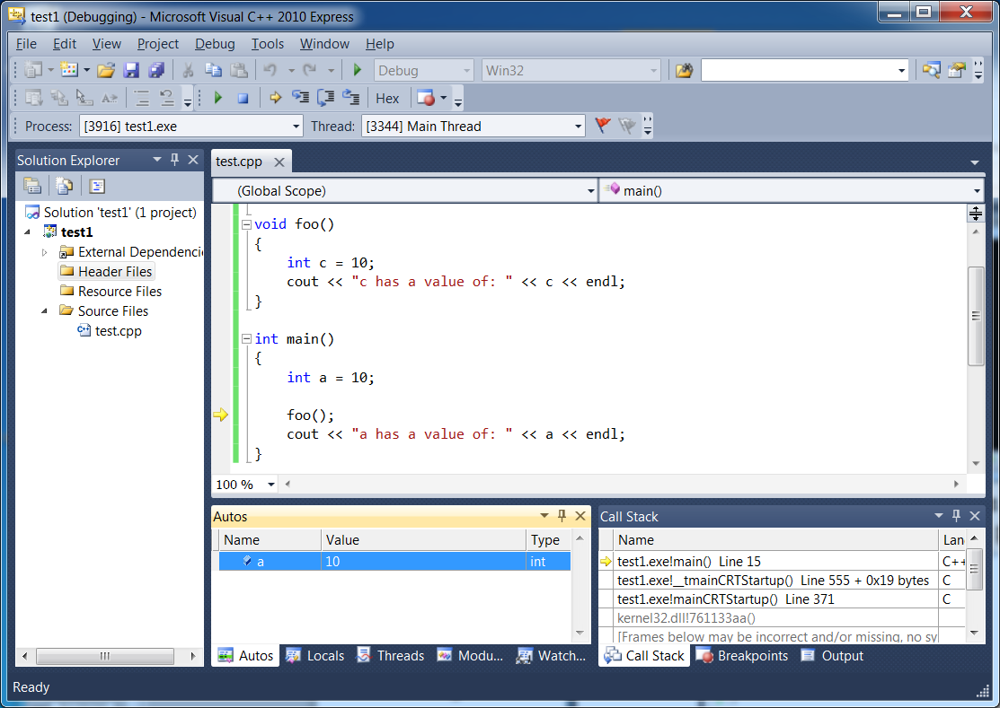 test1 (Debugging) - Microsoft Visual C++ 2010 Express
File Edit View Project Debug Tools Window Help
Debug Win32
Hex
Process: [3916] test1.exe Thread: [3344] Main Thread
Solution Explorer
Solution 'test1' (1 project)
test1
External Dependencie
Header Files
Resource Files
Source Files
test.cpp
test.cpp
(Global Scope) main()
void foo()
{
int c = 10;
cout << "c has a value of: " << c << endl;
}
int main()
{
int a = 10;
foo();
cout << "a has a value of: " << a << endl;
}
100 %
Autos
Name Value Type
a 10 int
Autos Locals Threads Modu... Watch...
Call Stack
Name Lan
test1.exe!main() Line 15 C++
test1.exe!__tmainCRTStartup() Line 555 + 0x19 bytes C
test1.exe!mainCRTStartup() Line 371 C
kernel32.dll!761133aa()
[Frames below may be incorrect and/or missing, no sy
Call Stack Breakpoints Output
Ready